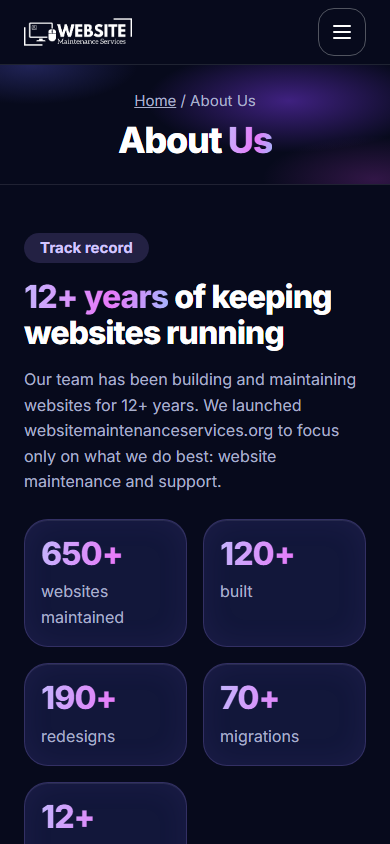 WEBSITE
Maintenance Services
Home / About Us
About Us
Track record
12+ years of keeping
websites running
Our team has been building and maintaining
websites for 12+ years. We launched
websitemaintenanceservices.org to focus
only on what we do best: website
maintenance and support.
650+
websites
maintained
120+
built
190+
redesigns
70+
migrations
12+